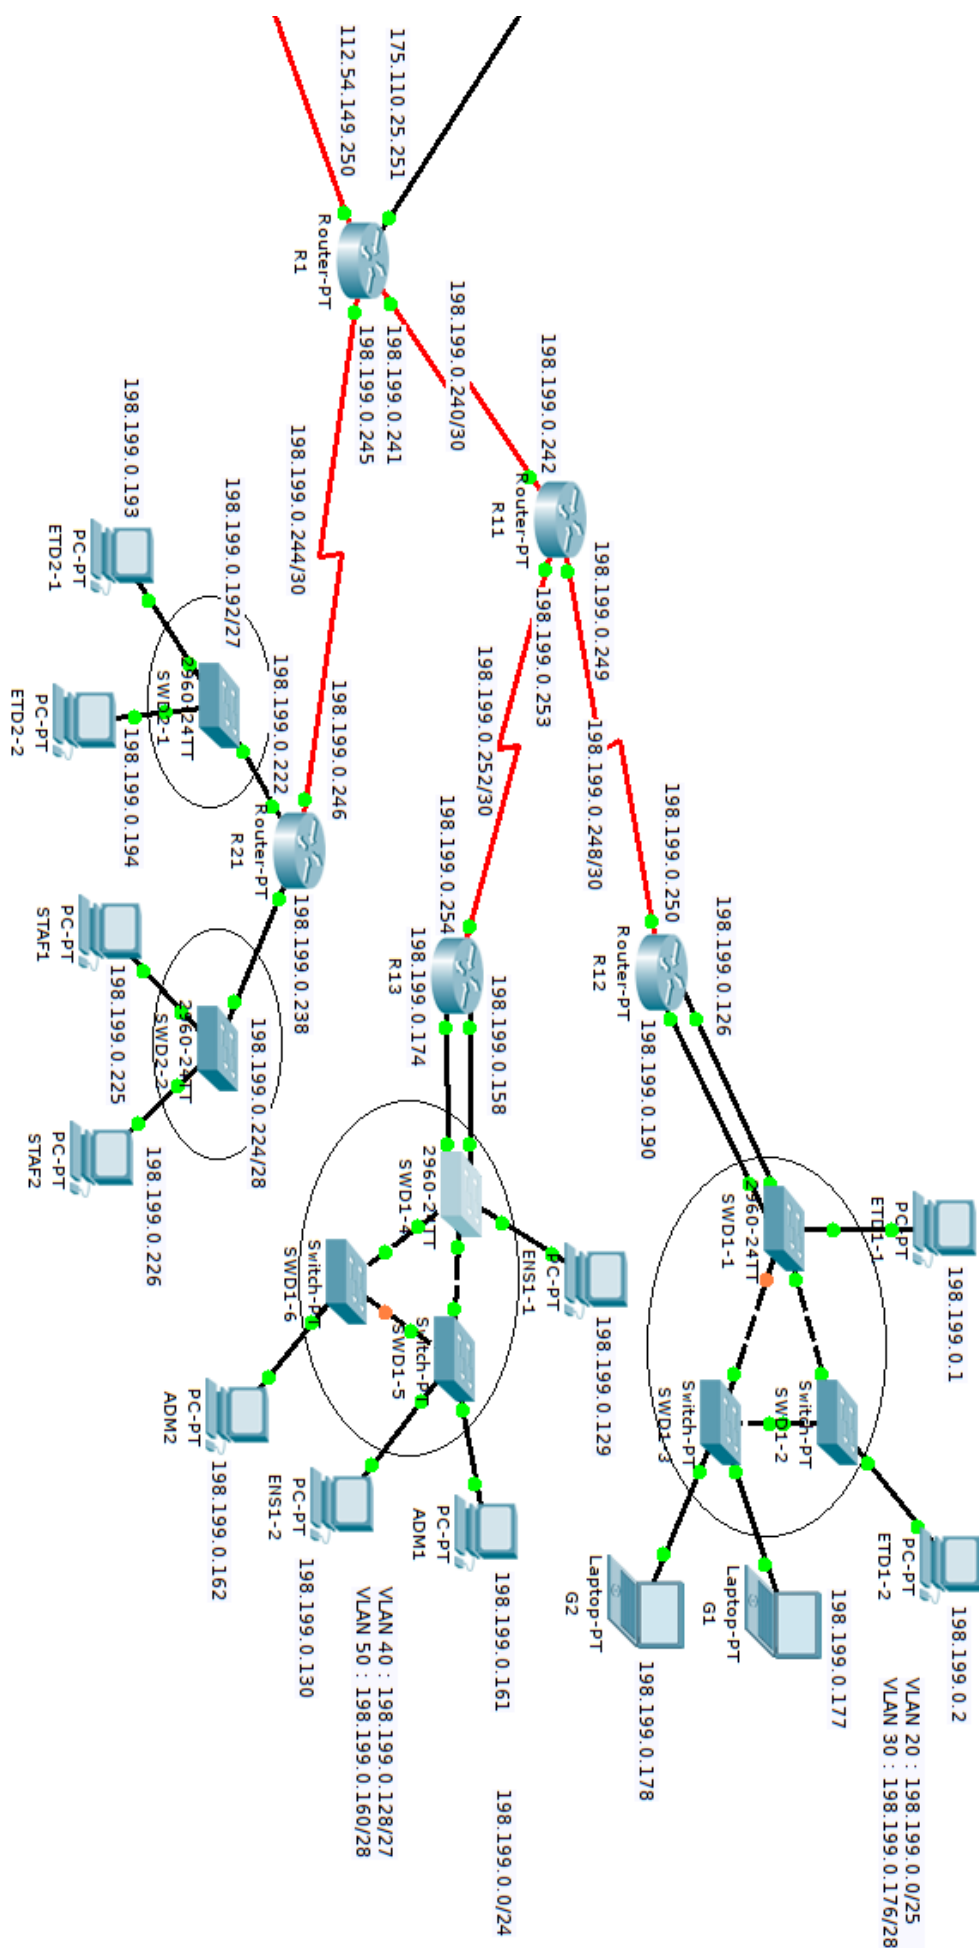 175.110.25.251
112.54.149.250
Router-PT
R1
198.199.0.241
198.199.0.245
198.199.0.240/30
198.199.0.244/30
198.199.0.242
Router-PT
R11
198.199.0.249
198.199.0.253
198.199.0.248/30
198.199.0.252/30
198.199.0.250
198.199.0.126
Router-PT
R12
198.199.0.190
2960-24TT
SWD1-1
PC-PT
ETD1-1
198.199.0.1
Switch-PT
SWD1-2
Switch-PT
SWD1-3
PC-PT
ETD1-2
198.199.0.2
Laptop-PT
G1
198.199.0.177
Laptop-PT
G2
198.199.0.178
VLAN 20 : 198.199.0.0/25
VLAN 30 : 198.199.0.176/28
198.199.0.254
R13
198.199.0.158
198.199.0.174
2960-24TT
SWD1-4
PC-PT
ENS1-1
198.199.0.129
Switch-PT
SWD1-5
Switch-PT
SWD1-6
PC-PT
ADM1
198.199.0.161
PC-PT
ENS1-2
198.199.0.130
PC-PT
ADM2
198.199.0.162
VLAN 40 : 198.199.0.128/27
VLAN 50 : 198.199.0.160/28
198.199.0.0/24
198.199.0.246
198.199.0.222
Router-PT
R21
198.199.0.238
198.199.0.192/27
2960-24TT
SWD2-1
198.199.0.193
PC-PT
ETD2-1
PC-PT
ETD2-2
198.199.0.194
198.199.0.224/28
2960-24TT
SWD2-2
PC-PT
STAF1
198.199.0.225
PC-PT
STAF2
198.199.0.226